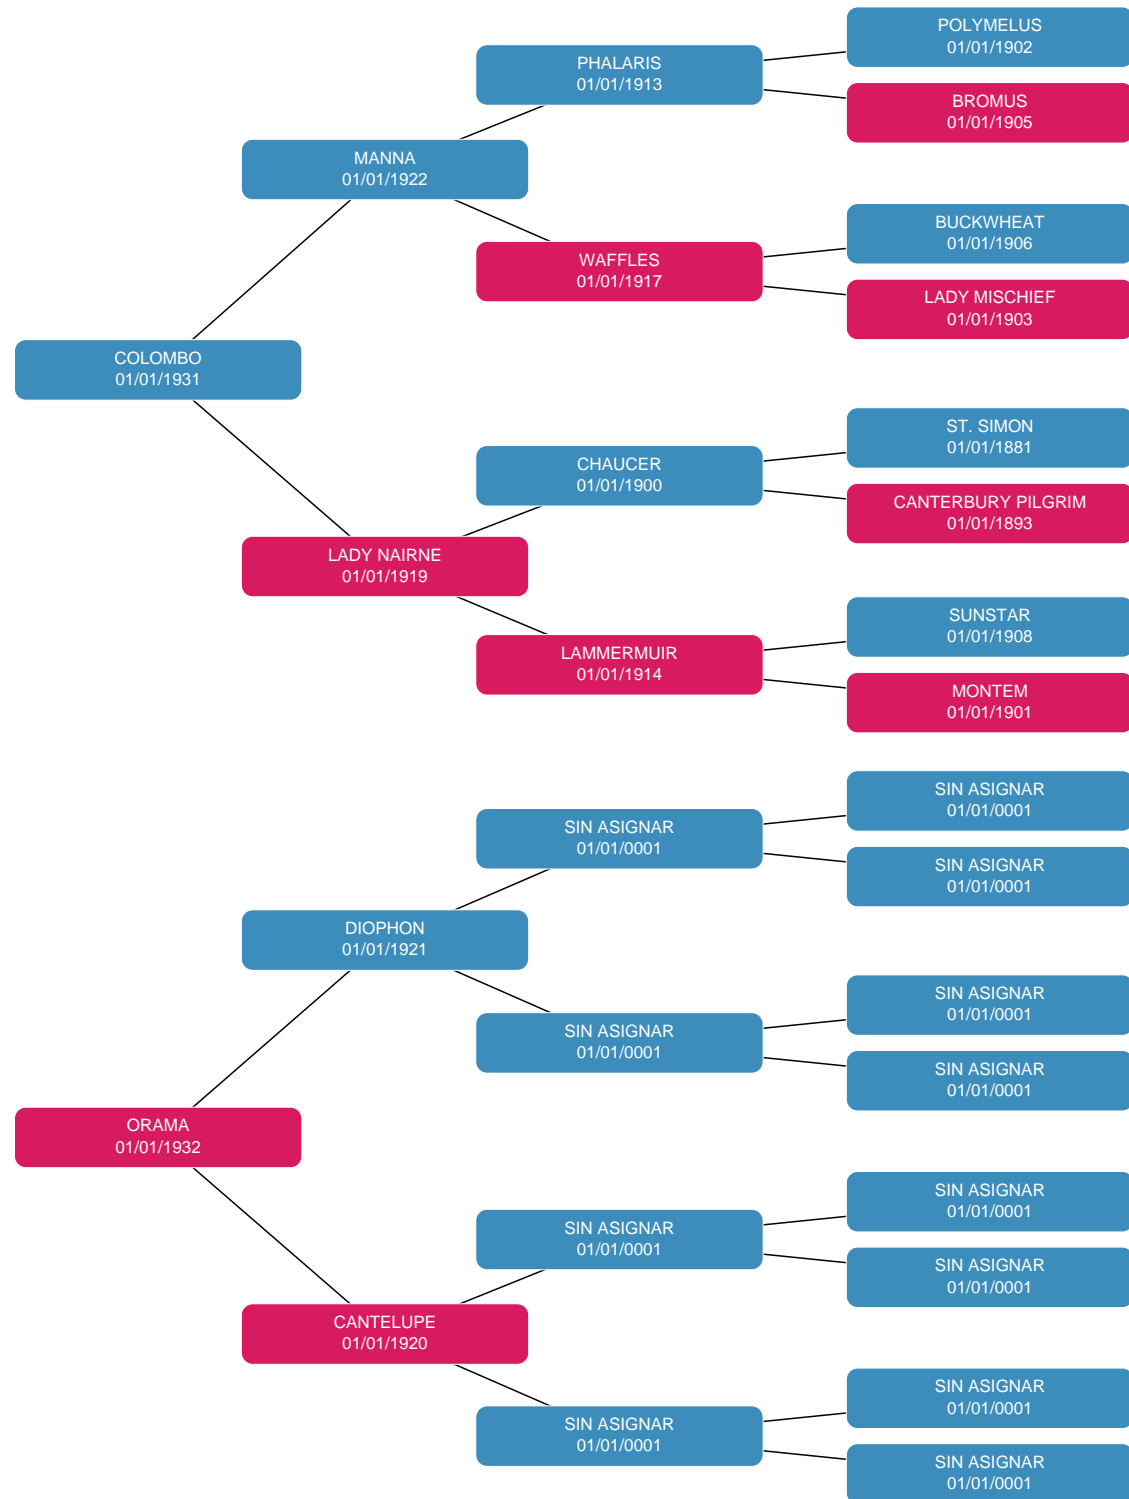 POLYMELUS
01/01/1902
PHALARIS
01/01/1913
BROMUS
01/01/1905
MANNA
01/01/1922
BUCKWHEAT
01/01/1906
WAFFLES
01/01/1917
LADY MISCHIEF
01/01/1903
COLOMBO
01/01/1931
ST. SIMON
01/01/1881
CHAUCER
01/01/1900
CANTERBURY PILGRIM
01/01/1893
LADY NAIRNE
01/01/1919
SUNSTAR
01/01/1908
LAMMERMUIR
01/01/1914
MONTEM
01/01/1901
SIN ASIGNAR
01/01/0001
SIN ASIGNAR
01/01/0001
SIN ASIGNAR
01/01/0001
DIOPHON
01/01/1921
SIN ASIGNAR
01/01/0001
SIN ASIGNAR
01/01/0001
SIN ASIGNAR
01/01/0001
ORAMA
01/01/1932
SIN ASIGNAR
01/01/0001
SIN ASIGNAR
01/01/0001
SIN ASIGNAR
01/01/0001
CANTELUPE
01/01/1920
SIN ASIGNAR
01/01/0001
SIN ASIGNAR
01/01/0001
SIN ASIGNAR
01/01/0001